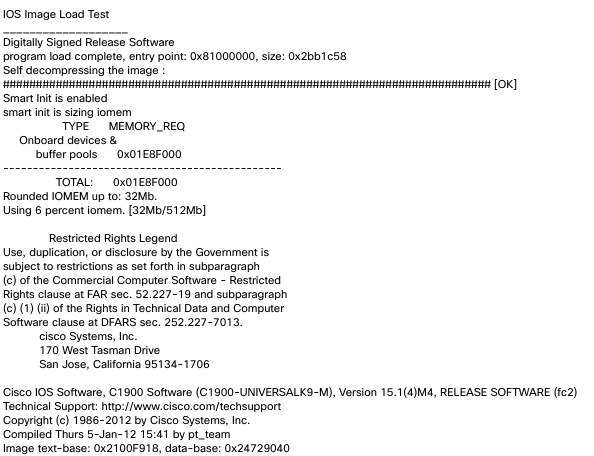 IOS Image Load Test
___________________
Digitally Signed Release Software
program load complete, entry point: 0x81000000, size: 0x2bb1c58
Self decompressing the image :
########################################################################## [OK]
Smart Init is enabled
smart init is sizing iomem
TYPE MEMORY_REQ
Onboard devices &
buffer pools 0x01E8F000
-----------------------------------------------
TOTAL: 0x01E8F000
Rounded IOMEM up to: 32Mb.
Using 6 percent iomem. [32Mb/512Mb]
Restricted Rights Legend
Use, duplication, or disclosure by the Government is
subject to restrictions as set forth in subparagraph
(c) of the Commercial Computer Software - Restricted
Rights clause at FAR sec. 52.227-19 and subparagraph
(c) (1) (ii) of the Rights in Technical Data and Computer
Software clause at DFARS sec. 252.227-7013.
cisco Systems, Inc.
170 West Tasman Drive
San Jose, California 95134-1706
Cisco IOS Software, C1900 Software (C1900-UNIVERSALK9-M), Version 15.1(4)M4, RELEASE SOFTWARE (fc2)
Technical Support: http://www.cisco.com/techsupport
Copyright (c) 1986-2012 by Cisco Systems, Inc.
Compiled Thurs 5-Jan-12 15:41 by pt_team
Image text-base: 0x2100F918, data-base: 0x24729040